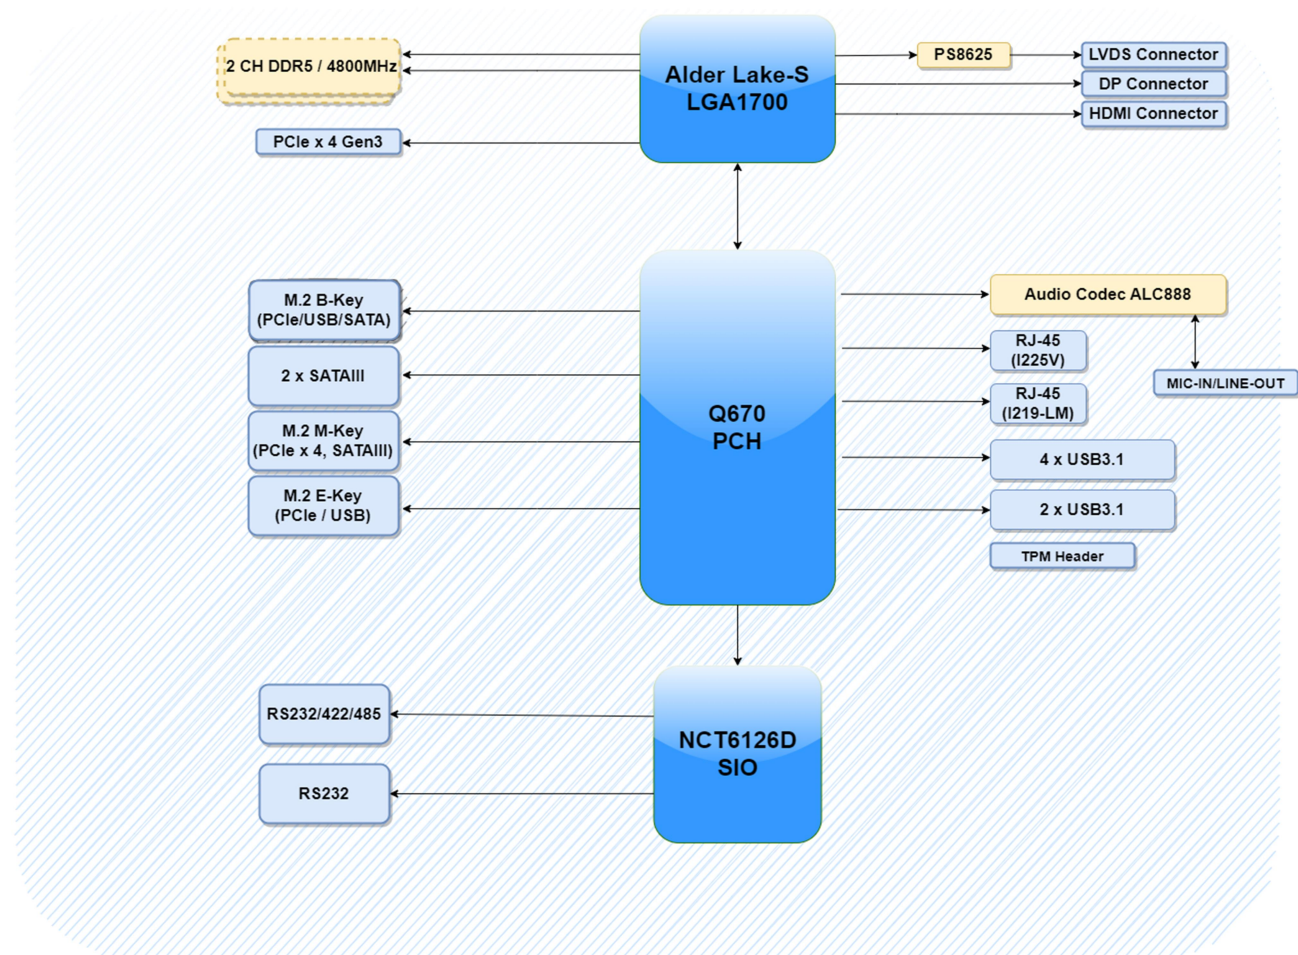 2 CH DDR5 / 4800MHz
PCIe x 4 Gen3
Alder Lake-S
LGA1700
PS8625
LVDS Connector
DP Connector
HDMI Connector
M.2 B-Key
(PCIe/USB/SATA)
2 x SATAIII
M.2 M-Key
(PCIe x 4, SATAIII)
M.2 E-Key
(PCIe / USB)
Q670
PCH
Audio Codec ALC888
RJ-45
(I225V)
MIC-IN/LINE-OUT
RJ-45
(I219-LM)
4 x USB3.1
2 x USB3.1
TPM Header
RS232/422/485
RS232
NCT6126D
SIO